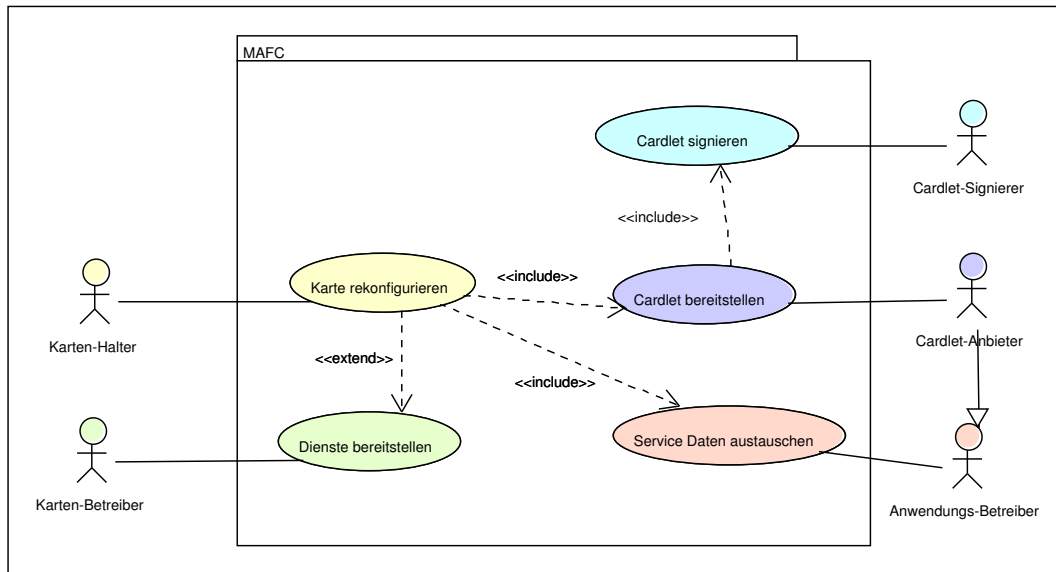 MAFC
Cardlet signieren
Cardlet-Signierer
<<include>>
Karte rekonfigurieren
<<include>>
Cardlet bereitstellen
Karten-Halter
Cardlet-Anbieter
<<extend>>
<<include>>
Dienste bereitstellen
Service Daten austauschen
Karten-Betreiber
Anwendungs-Betreiber